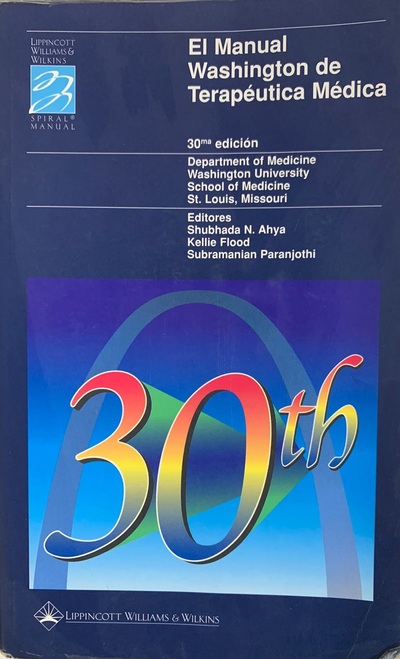 LIPPINCOTT
WILLIAMS &
WILKINS
SPIRAL® MANUAL
El Manual
Washington de
Terapéutica Médica
30ma edición
Department of Medicine
Washington University
School of Medicine
St. Louis, Missouri
Editores
Shubhada N. Ahya
Kellie Flood
Subramanian Paranjothi
30th
LIPPINCOTT WILLIAMS & WILKINS